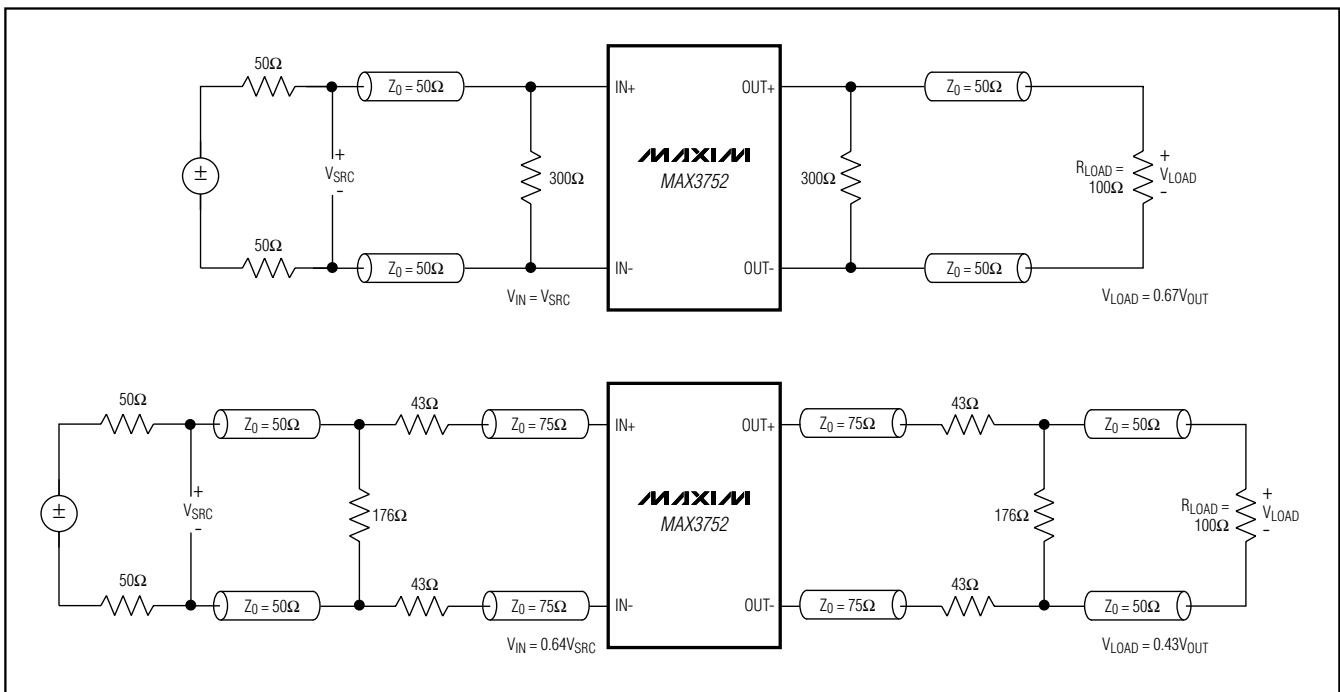 50Ω
Z0 = 50Ω
IN+
OUT+
Z0 = 50Ω
±
+
VSRC
-
300Ω
MAXIM
MAX3752
300Ω
RLOAD =
100Ω
+
VLOAD
-
50Ω
Z0 = 50Ω
IN-
OUT-
Z0 = 50Ω
VIN = VSRC
VLOAD = 0.67VOUT
50Ω
Z0 = 50Ω
43Ω
Z0 = 75Ω
IN+
OUT+
Z0 = 75Ω
43Ω
Z0 = 50Ω
±
+
VSRC
-
176Ω
MAXIM
MAX3752
176Ω
RLOAD =
100Ω
+
VLOAD
-
50Ω
Z0 = 50Ω
43Ω
Z0 = 75Ω
IN-
OUT-
Z0 = 75Ω
43Ω
Z0 = 50Ω
VIN = 0.64VSRC
VLOAD = 0.43VOUT